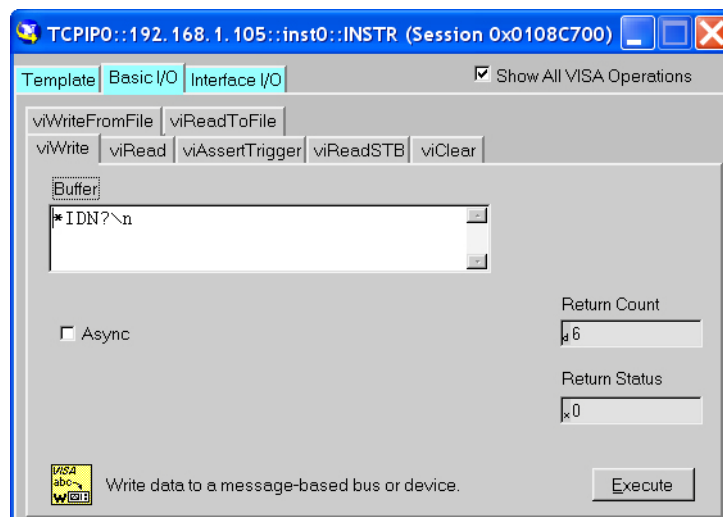 TCPIP0::192.168.1.105::inst0::INSTR (Session 0x0108C700)
Template Basic I/O Interface I/O Show All VISA Operations
viWriteFromFile viReadToFile
viWrite viRead viAssertTrigger viReadSTB viClear
Buffer
*IDN?\n
Return Count
d 6
Async
Return Status
x 0
VISA
abc
W
Write data to a message-based bus or device.
Execute